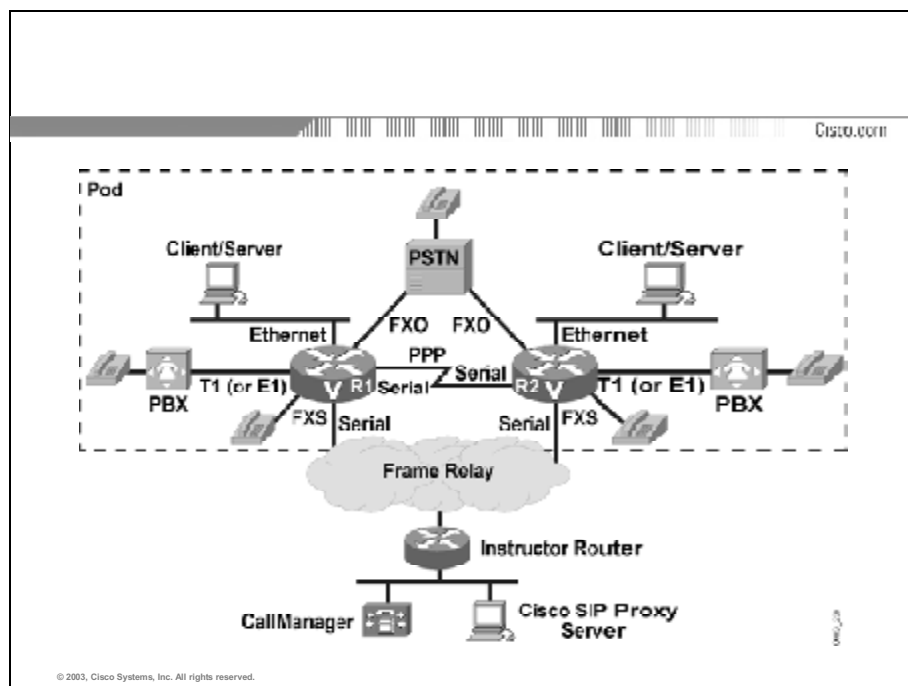 Cisco.com
Pod
Client/Server
PSTN
Client/Server
Ethernet
FXO
FXO
Ethernet
PPP
Serial
T1 (or E1)
V
R1
Serial
R2
V
T1 (or E1)
PBX
PBX
FXS
Serial
Serial
FXS
Frame Relay
Instructor Router
CallManager
Cisco SIP Proxy
Server
© 2003, Cisco Systems, Inc. All rights reserved.